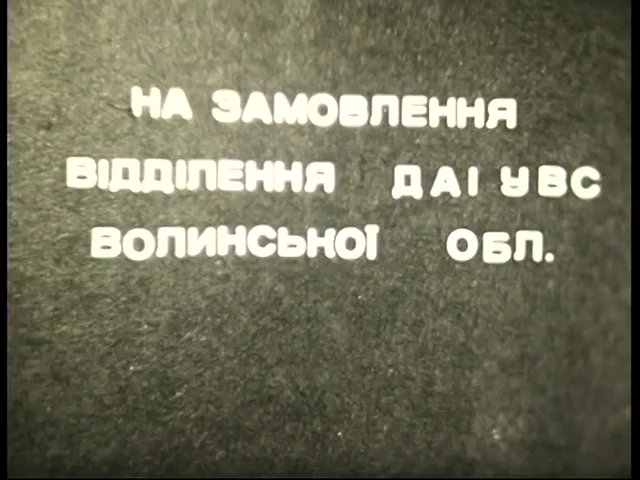 НА ЗАМОВЛЕННЯ
ВІДДІЛЕННЯ ДАІ УВС
ВОЛИНСЬКОЇ ОБЛ.